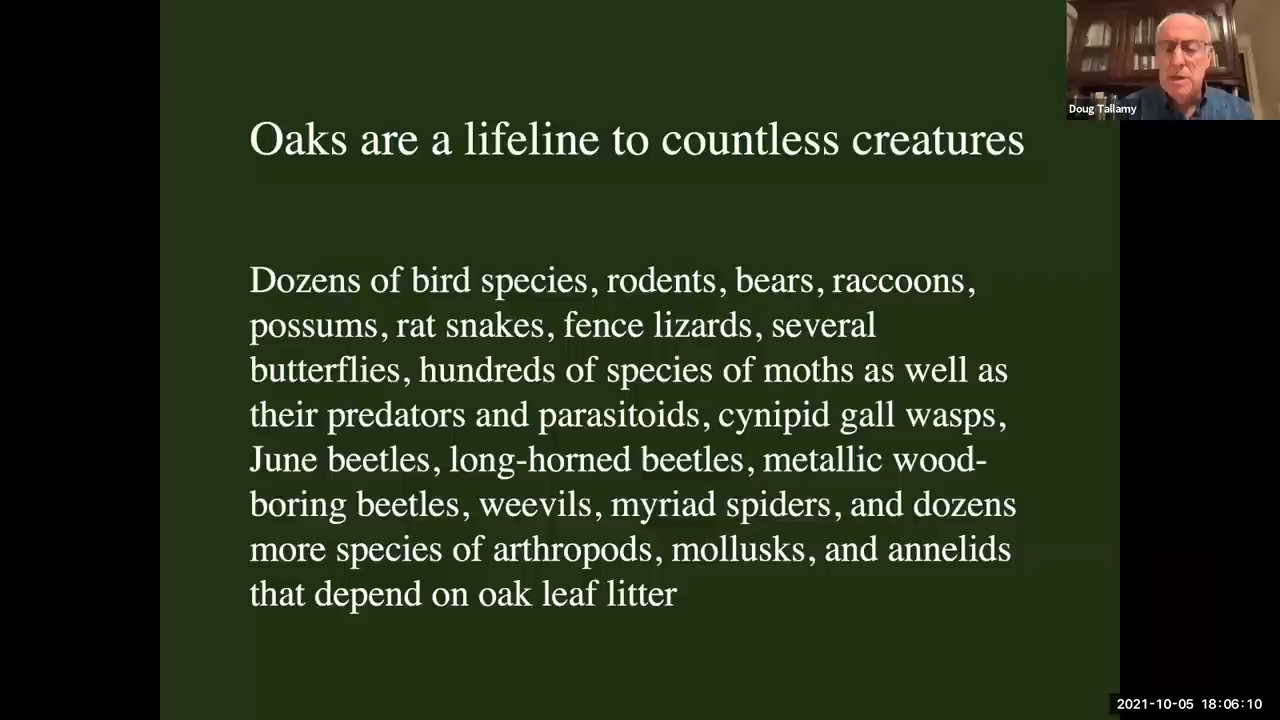 Doug Tallamy
Oaks are a lifeline to countless creatures
Dozens of bird species, rodents, bears, raccoons,
possums, rat snakes, fence lizards, several
butterflies, hundreds of species of moths as well as
their predators and parasitoids, cynipid gall wasps,
June beetles, long-horned beetles, metallic wood-
boring beetles, weevils, myriad spiders, and dozens
more species of arthropods, mollusks, and annelids
that depend on oak leaf litter
2021-10-05 18:06:10